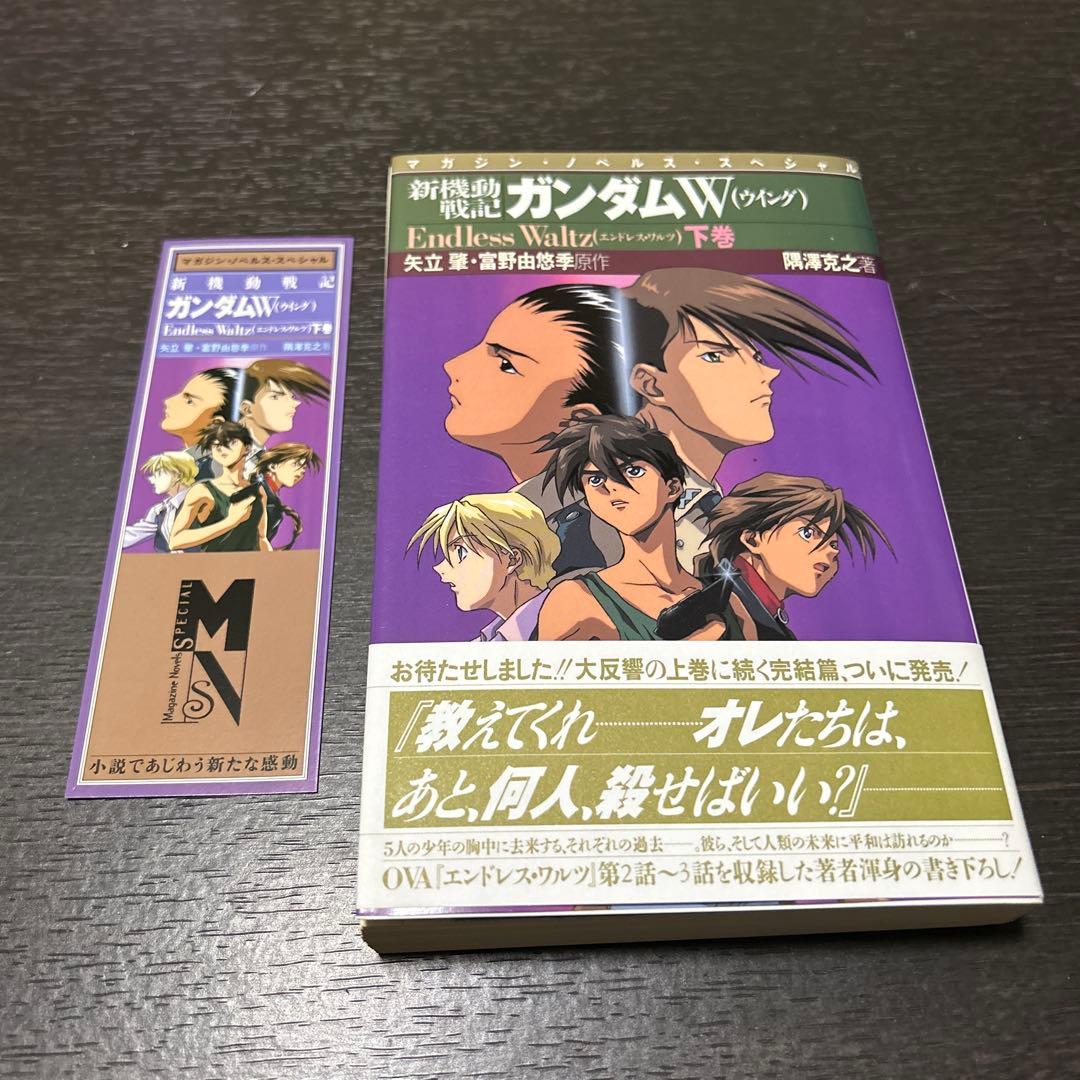 マガジン・ノベルス・スペシャル
新機動戦記
ガンダムW(ウイング)
Endless Waltz(エンドレス・ワルツ)下巻
矢立 肇・富野由悠季原作 隅澤克之著
MNS
Magazine Novels SPECIAL
小説であじわう新たな感動
マガジン・ノベルス・スペシャル
新機動戦記 ガンダムW(ウイング)
Endless Waltz(エンドレス・ワルツ)下巻
矢立 肇・富野由悠季原作 隅澤克之著
お待たせしました!!大反響の上巻に続く完結篇、ついに発売!
『教えてくれ………オレたちは、
あと、何人、殺せばいい?』
5人の少年の胸中に去来する、それぞれの過去――。彼ら、そして人類の未来に平和は訪れるのか――?
OVA『エンドレス・ワルツ』第2話〜3話を収録した著者渾身の書き下ろし!